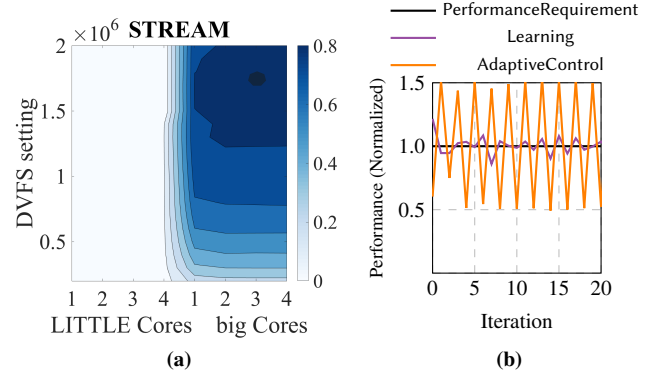 ×10⁶ STREAM
2
1.5
1
0.5
DVFS setting
1 2 3 4 1 2 3 4
LITTLE Cores big Cores
0.8
0.6
0.4
0.2
0
(a)
PerformanceRequirement
Learning
AdaptiveControl
1.5
1.0
0.5
Performance (Normalized)
0 5 10 15 20
Iteration
(b)